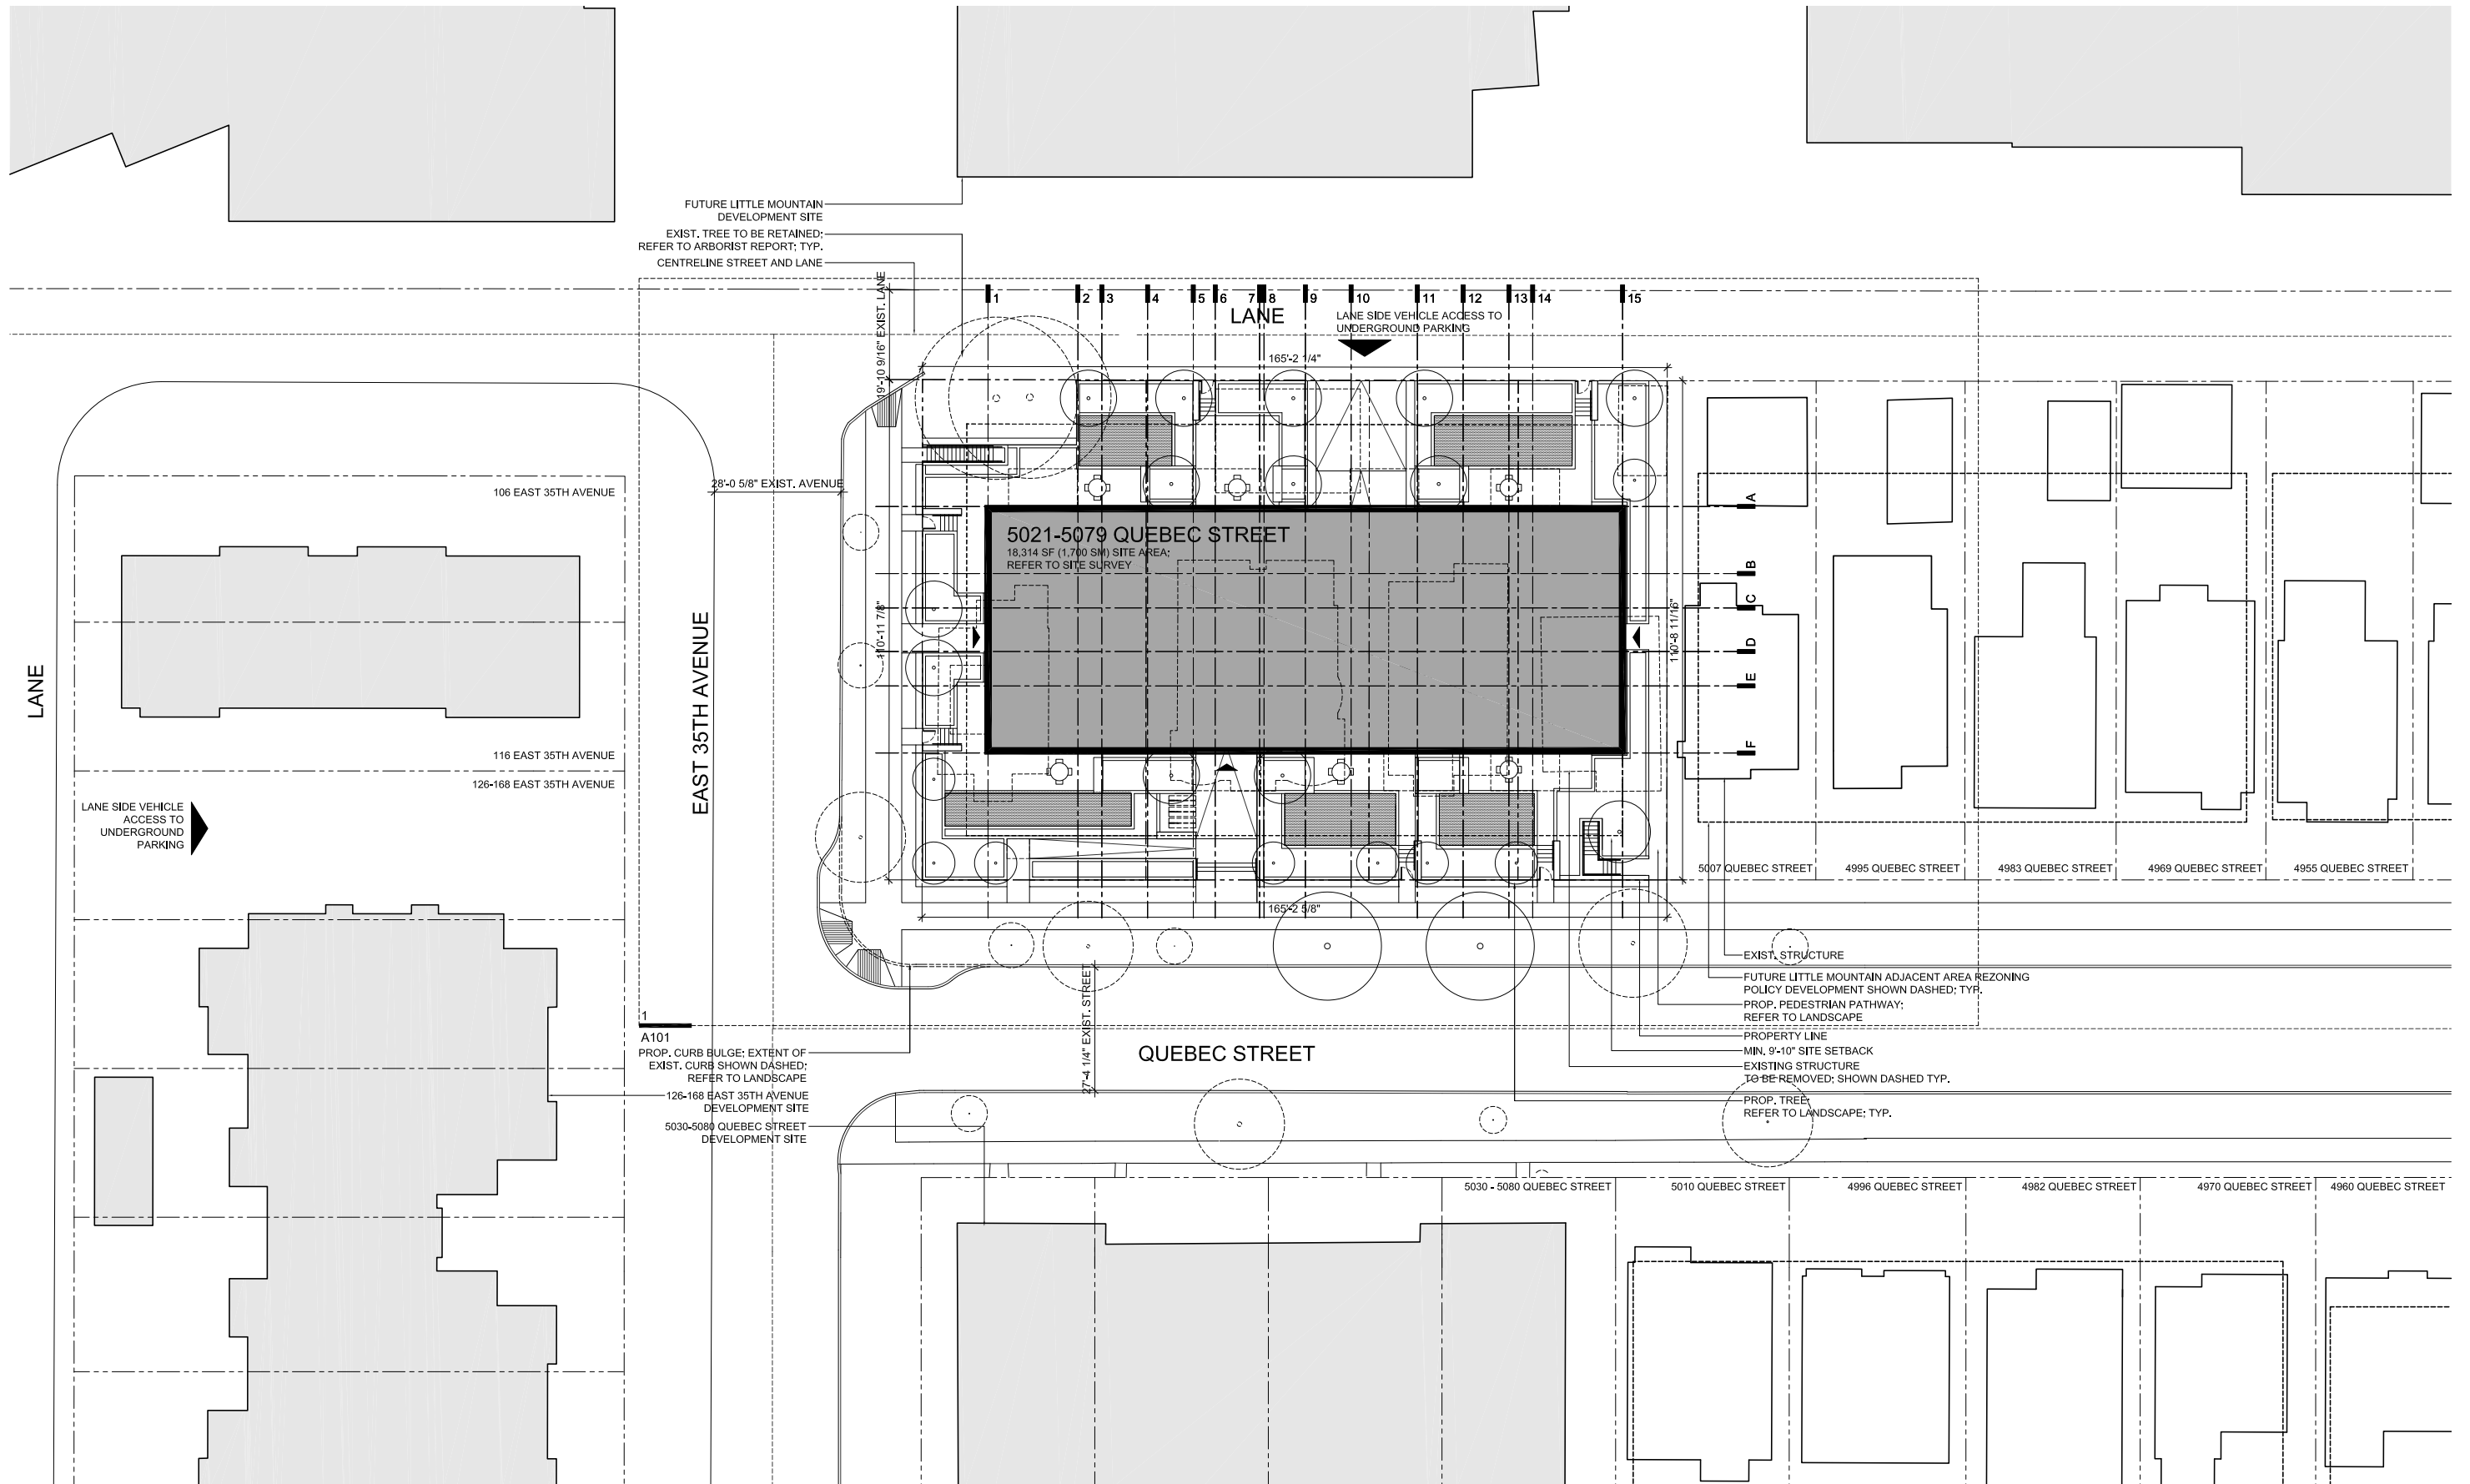 FUTURE LITTLE MOUNTAIN
DEVELOPMENT SITE
EXIST. TREE TO BE RETAINED;
REFER TO ARBORIST REPORT; TYP.
CENTRELINE STREET AND LANE
19'-10 9/16" EXIST. LANE
1
2
3
4
5
6
7
8
9
10
11
12
13
14
15
LANE
LANE SIDE VEHICLE ACCESS TO
UNDERGROUND PARKING
165'-2 1/4"
28'-0 5/8" EXIST. AVENUE
106 EAST 35TH AVENUE
5021-5079 QUEBEC STREET
18,314 SF (1,700 SM) SITE AREA;
REFER TO SITE SURVEY
A
B
C
D
E
F
110'-11 7/8"
110'-8 11/16"
LANE
EAST 35TH AVENUE
116 EAST 35TH AVENUE
126-168 EAST 35TH AVENUE
LANE SIDE VEHICLE
ACCESS TO
UNDERGROUND
PARKING
5007 QUEBEC STREET
4995 QUEBEC STREET
4983 QUEBEC STREET
4969 QUEBEC STREET
4955 QUEBEC STREET
165'-2 5/8"
27'-4 1/4" EXIST. STREET
EXIST. STRUCTURE
FUTURE LITTLE MOUNTAIN ADJACENT AREA REZONING
POLICY DEVELOPMENT SHOWN DASHED; TYP.
PROP. PEDESTRIAN PATHWAY;
REFER TO LANDSCAPE
PROPERTY LINE
MIN. 9'-10" SITE SETBACK
EXISTING STRUCTURE
TO BE REMOVED; SHOWN DASHED TYP.
PROP. TREE;
REFER TO LANDSCAPE; TYP.
1
A101
PROP. CURB BULGE; EXTENT OF
EXIST. CURB SHOWN DASHED;
REFER TO LANDSCAPE
126-168 EAST 35TH AVENUE
DEVELOPMENT SITE
5030-5080 QUEBEC STREET
DEVELOPMENT SITE
QUEBEC STREET
5030 - 5080 QUEBEC STREET
5010 QUEBEC STREET
4996 QUEBEC STREET
4982 QUEBEC STREET
4970 QUEBEC STREET
4960 QUEBEC STREET